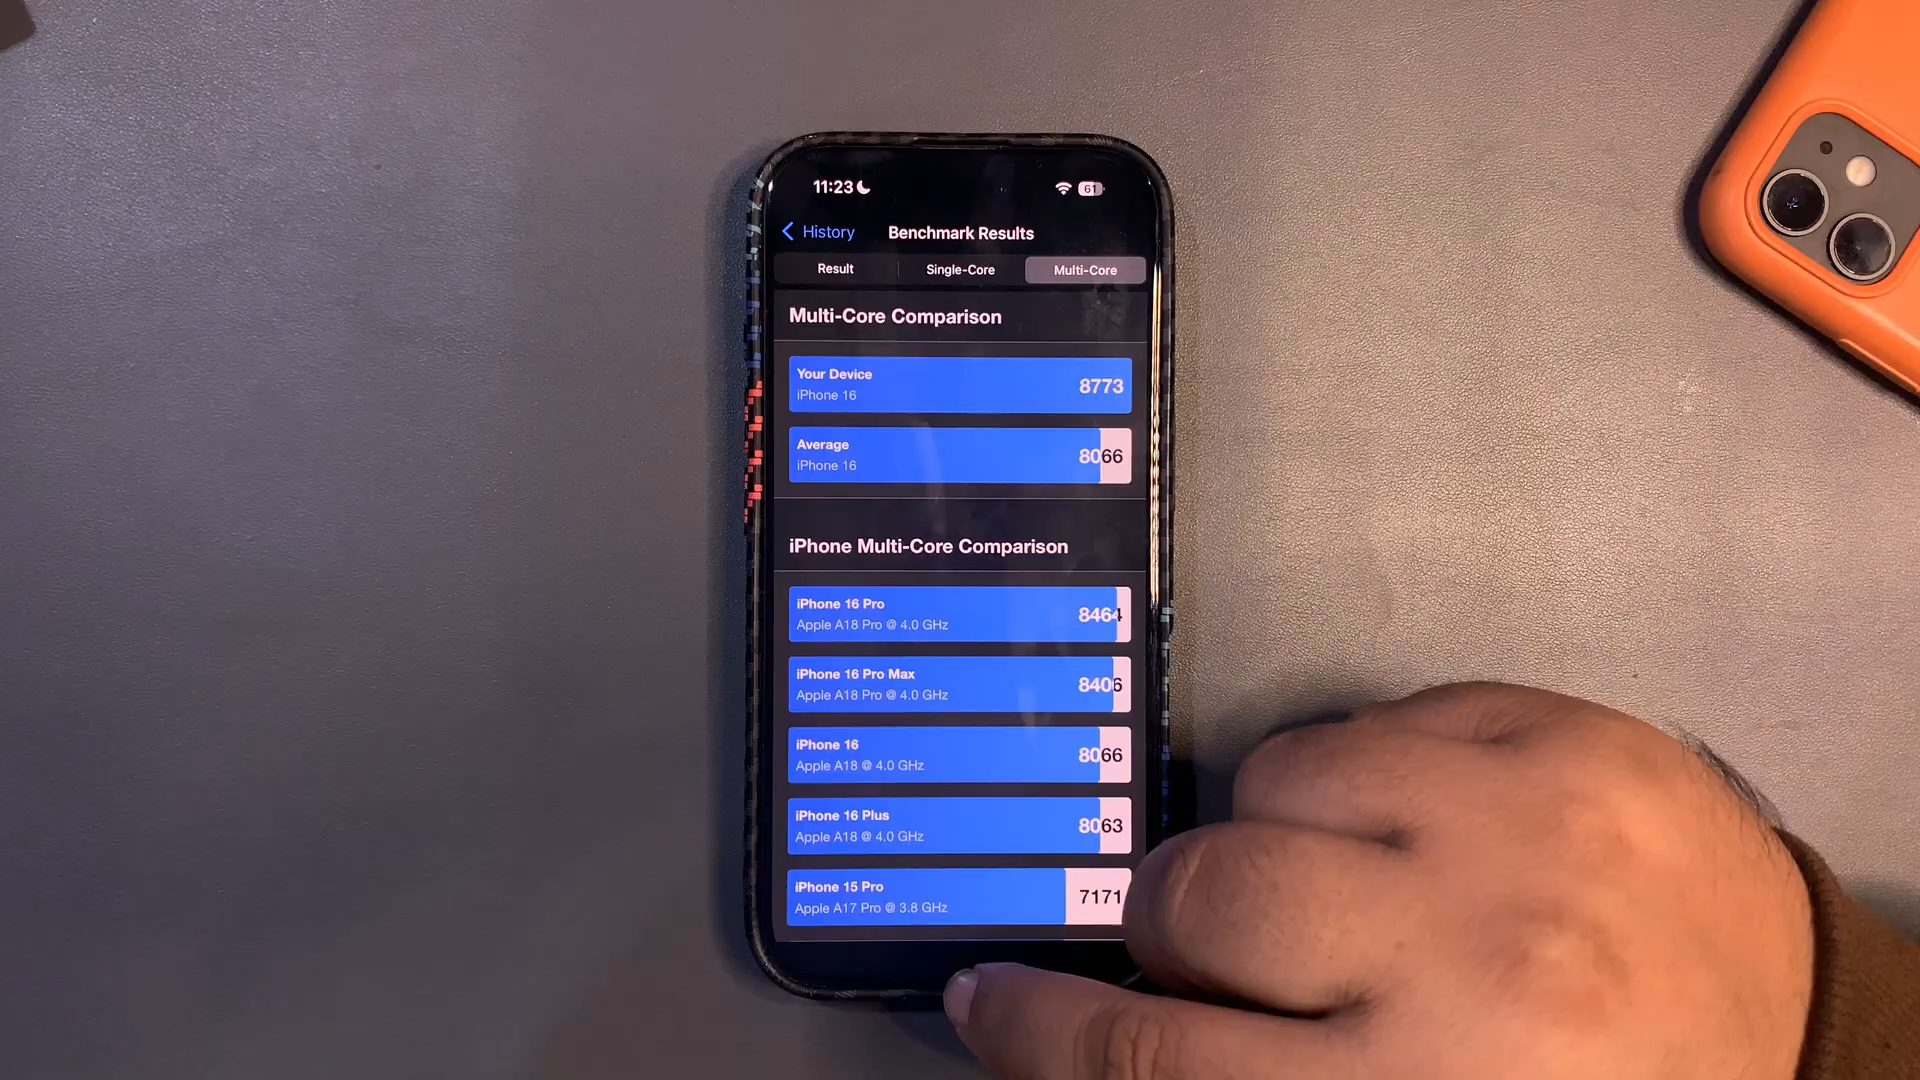 11:23
61
History
Benchmark Results
Result
Single-Core
Multi-Core
Multi-Core Comparison
Your Device
iPhone 16
8773
Average
iPhone 16
8066
iPhone Multi-Core Comparison
iPhone 16 Pro
Apple A18 Pro @ 4.0 GHz
8464
iPhone 16 Pro Max
Apple A18 Pro @ 4.0 GHz
8406
iPhone 16
Apple A18 @ 4.0 GHz
8066
iPhone 16 Plus
Apple A18 @ 4.0 GHz
8063
iPhone 15 Pro
Apple A17 Pro @ 3.8 GHz
7171